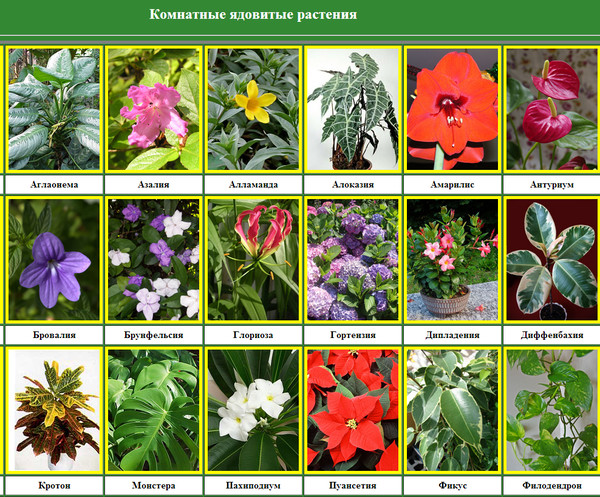 Комнатные ядовитые растения
Аглаонема Азалия Алламанда Алоказия Амарилис Антуриум
Бровалия Брунфельсия Глориоза Гортензия Дипладения Диффенбахия
Кротон Монстера Пахиподиум Пуансетия Фикус Филодендрон